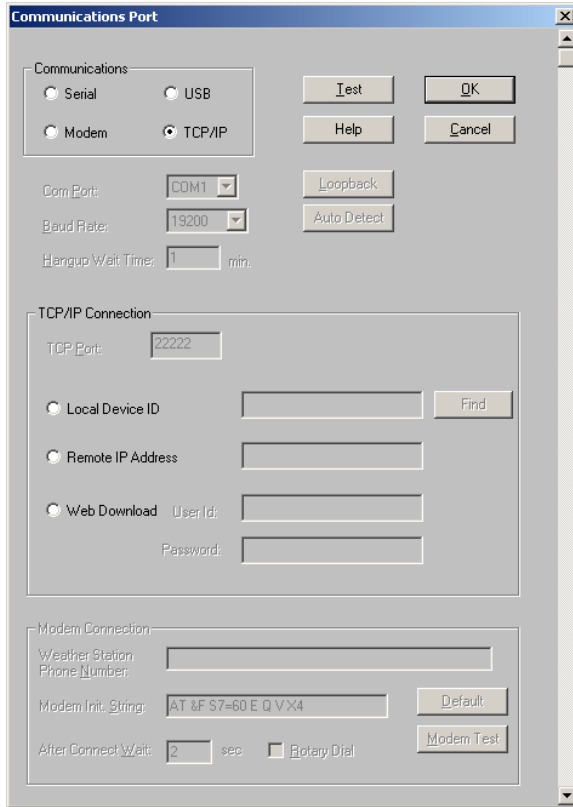 Communications Port
Communications
Serial USB Test OK
Modem TCP/IP Help Cancel
Com Port: COM1 Loopback
Baud Rate: 19200 Auto Detect
Hangup Wait Time: 1 min.
TCP/IP Connection
TCP Port: 22222
Local Device ID Find
Remote IP Address
Web Download User Id:
Password:
Modem Connection
Weather Station
Phone Number:
Modem Init. String: AT &F S7=60 E Q V X4 Default
After Connect Wait: 2 sec Rotary Dial Modem Test